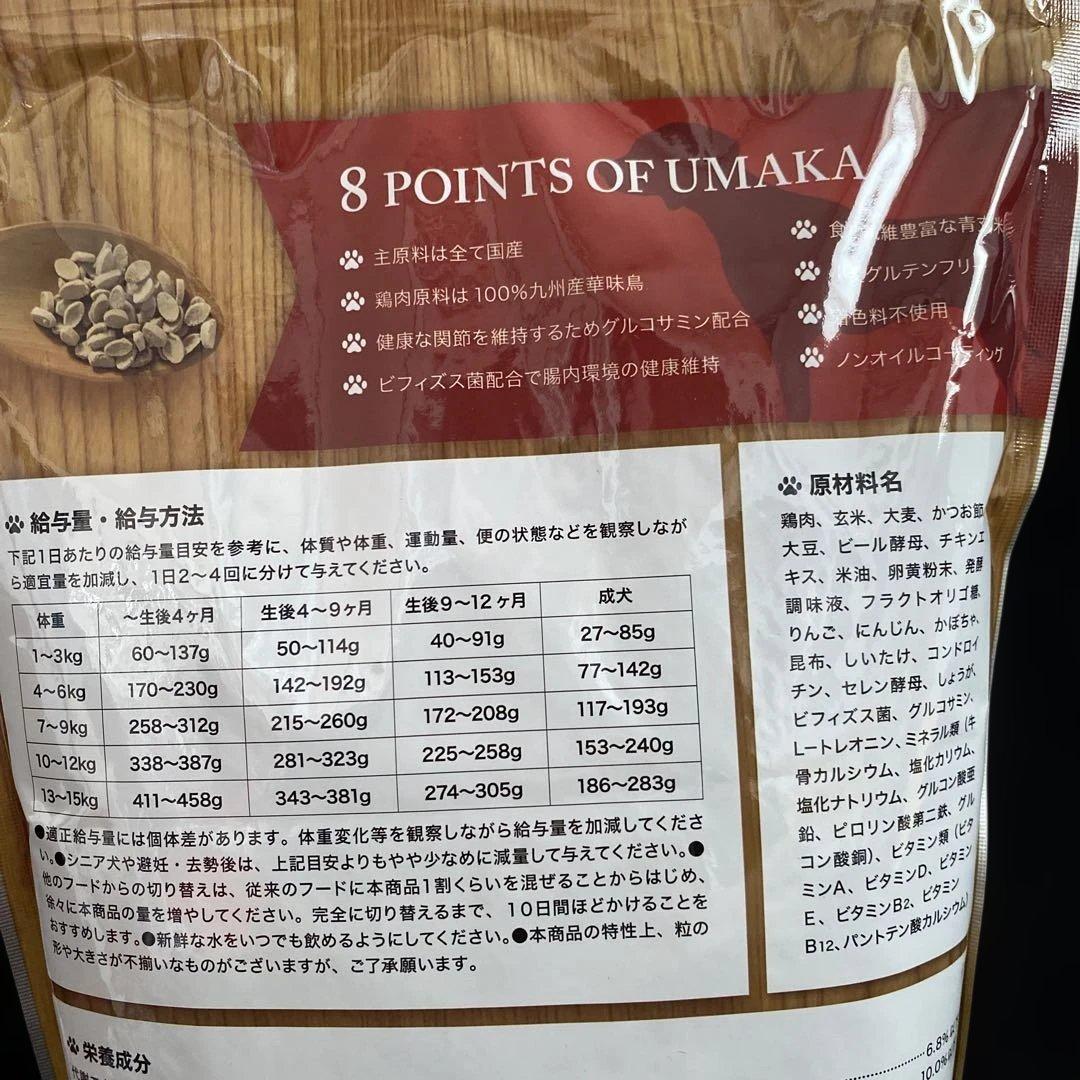 8 POINTS OF UMAKA
主原料は全て国産
鶏肉原料は100%九州産華味鳥
健康な関節を維持するためグルコサミン配合
ビフィズス菌配合で腸内環境の健康維持
食 維豊富な青玄米
グルテンフリー
着色料不使用
ノンオイルコーティング
給与量・給与方法
下記1日あたりの給与量目安を参考に、体質や体重、運動量、便の状態などを観察しなが
ら適宜量を加減し、1日2〜4回に分けて与えてください。
体重 〜生後4ヶ月 生後4〜9ヶ月 生後9〜12ヶ月 成犬
1〜3kg 60〜137g 50〜114g 40〜91g 27〜85g
4〜6kg 170〜230g 142〜192g 113〜153g 77〜142g
7〜9kg 258〜312g 215〜260g 172〜208g 117〜193g
10〜12kg 338〜387g 281〜323g 225〜258g 153〜240g
13〜15kg 411〜458g 343〜381g 274〜305g 186〜283g
●適正給与量には個体差があります。体重変化等を観察しながら給与量を加減してくださ
い。●シニア犬や避妊・去勢後は、上記目安よりもやや少なめに減量して与えてください。●
他のフードからの切り替えは、従来のフードに本商品1割くらいを混ぜることからはじめ、
徐々に本商品の量を増やしてください。完全に切り替えるまで、10日間ほどかけることを
おすすめします。●新鮮な水をいつでも飲めるようにしてください。●本商品の特性上、粒の
形や大きさが不揃いなものがございますが、ご了承願います。
原材料名
鶏肉、玄米、大麦、かつお節
大豆、ビール酵母、チキンエ
キス、米油、卵黄粉末、発酵
調味液、フラクトオリゴ糖、
りんご、にんじん、かぼちゃ、
昆布、しいたけ、コンドロイ
チン、セレン酵母、しょうが、
ビフィズス菌、グルコサミン、
L-トレオニン、ミネラル類（牛
骨カルシウム、塩化カリウム、
塩化ナトリウム、グルコン酸亜
鉛、ピロリン酸第二鉄、グル
コン酸銅）、ビタミン類（ビタ
ミンA、ビタミンD、ビタミン
E、ビタミンB2、ビタミン
B12、パントテン酸カルシウム）
栄養成分
6.8%
10.0%